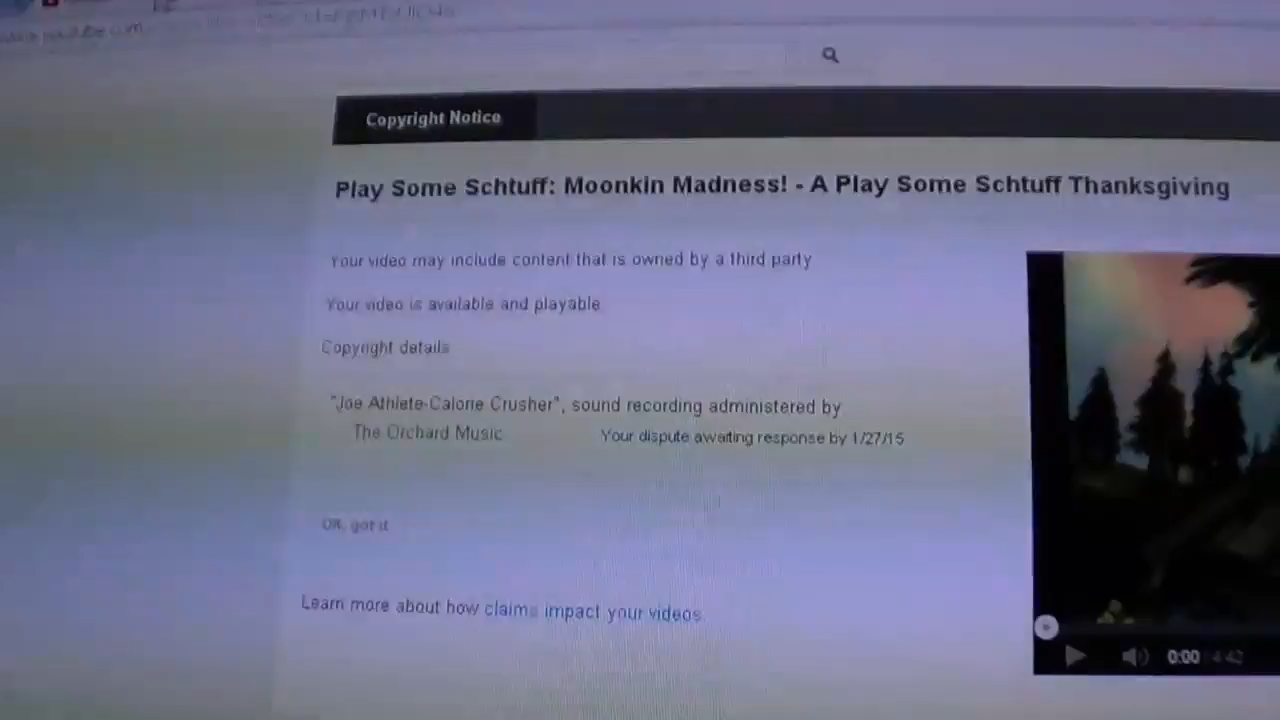 Copyright Notice
Play Some Schtuff: Moonkin Madness! - A Play Some Schtuff Thanksgiving
Your video may include content that is owned by a third party
Your video is available and playable
Copyright details
"Joe Athlete-Calorie Crusher", sound recording administered by
The Orchard Music Your dispute awaiting response by 1/27/15
OK, got it
Learn more about how claims impact your videos.
0:00 / 4:42